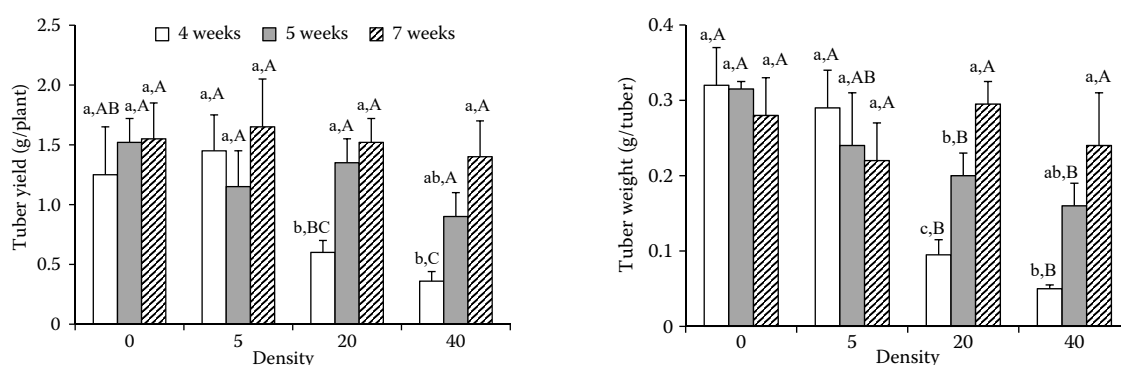 Tuber yield (g/plant)
2.5
2.0
1.5
1.0
0.5
0
4 weeks 5 weeks 7 weeks
a,AB a,A a,A
a,A a,A a,A
b,BC a,A a,A
b,C ab,A a,A
0 5 20 40
Density
Tuber weight (g/tuber)
0.4
0.3
0.2
0.1
0
a,A a,A a,A
a,A a,AB a,A
c,B b,B a,A
b,B ab,B a,A
0 5 20 40
Density